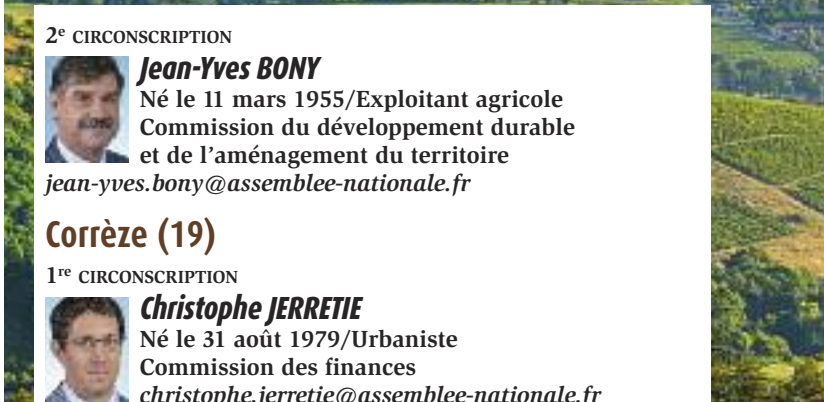 2e CIRCONSCRIPTION
Jean-Yves BONY
Né le 11 mars 1955/Exploitant agricole
Commission du développement durable
et de l'aménagement du territoire
jean-yves.bony@assemblee-nationale.fr
Corrèze (19)
1re CIRCONSCRIPTION
Christophe JERRETIE
Né le 31 août 1979/Urbaniste
Commission des finances
christophe.jerretie@assemblee-nationale.fr